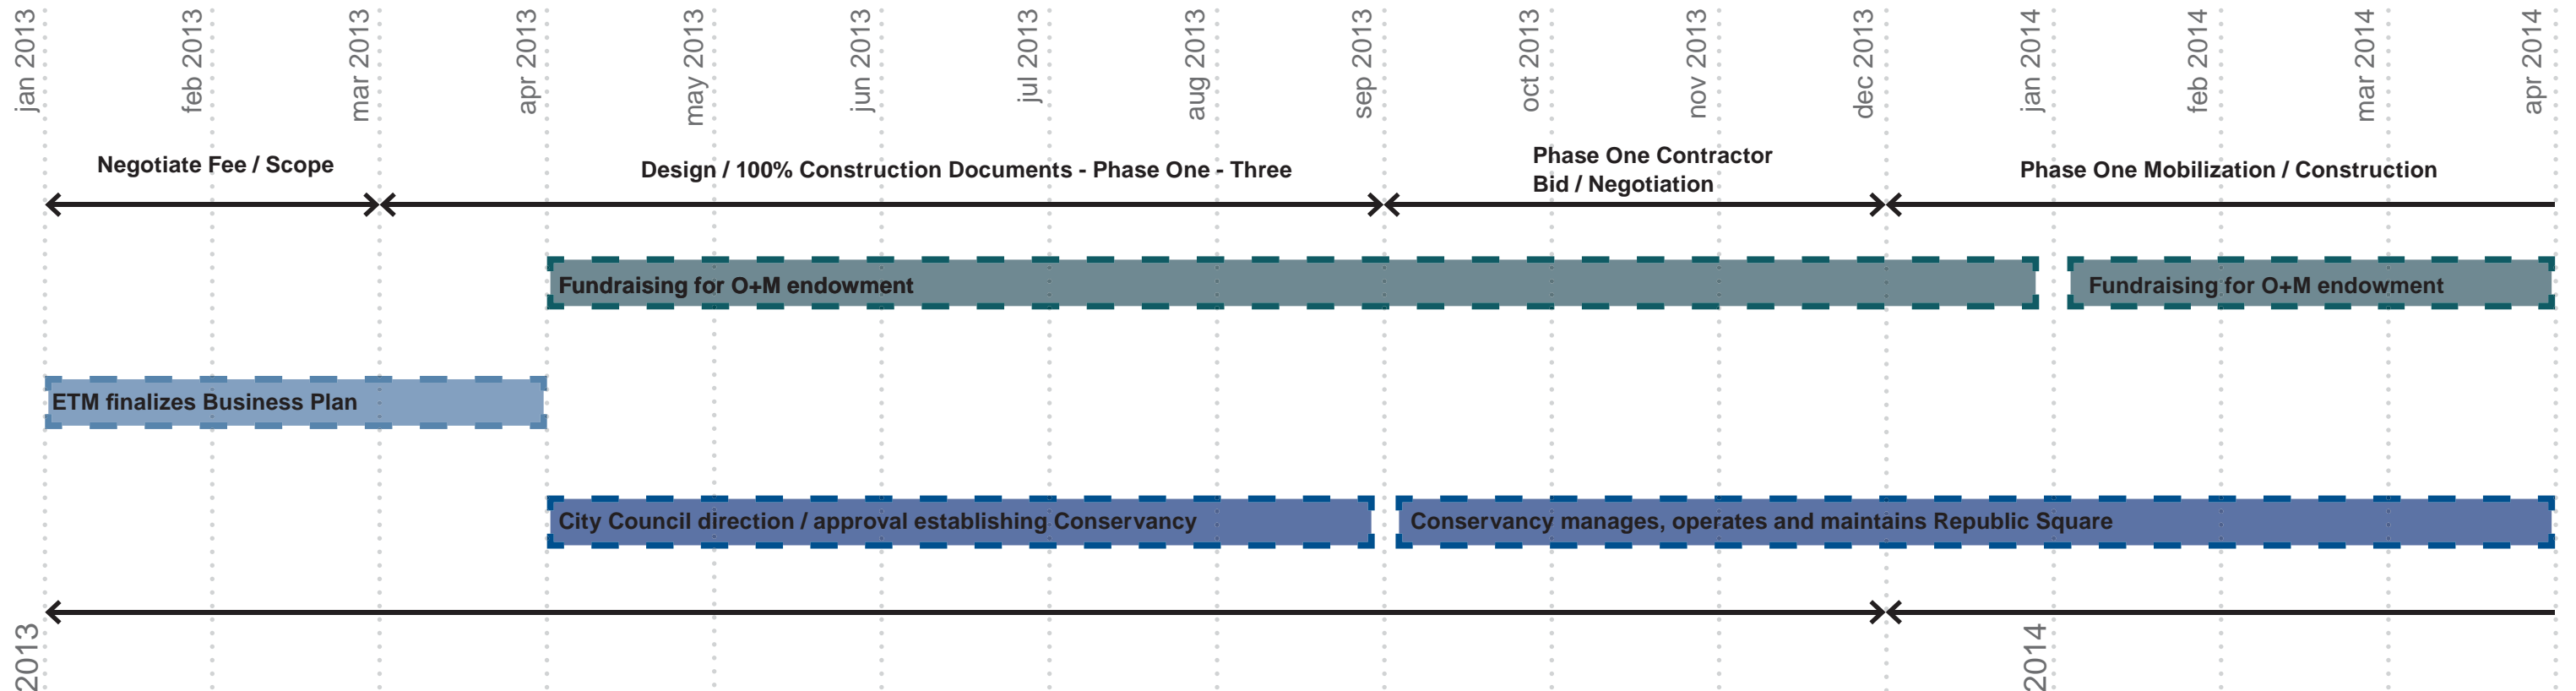 jan 2013
feb 2013
mar 2013
apr 2013
may 2013
jun 2013
jul 2013
aug 2013
sep 2013
oct 2013
nov 2013
dec 2013
jan 2014
feb 2014
mar 2014
apr 2014
Negotiate Fee / Scope
Design / 100% Construction Documents - Phase One - Three
Phase One Contractor
Bid / Negotiation
Phase One Mobilization / Construction
Fundraising for O+M endowment
Fundraising for O+M endowment
ETM finalizes Business Plan
City Council direction / approval establishing Conservancy
Conservancy manages, operates and maintains Republic Square
2013
2014